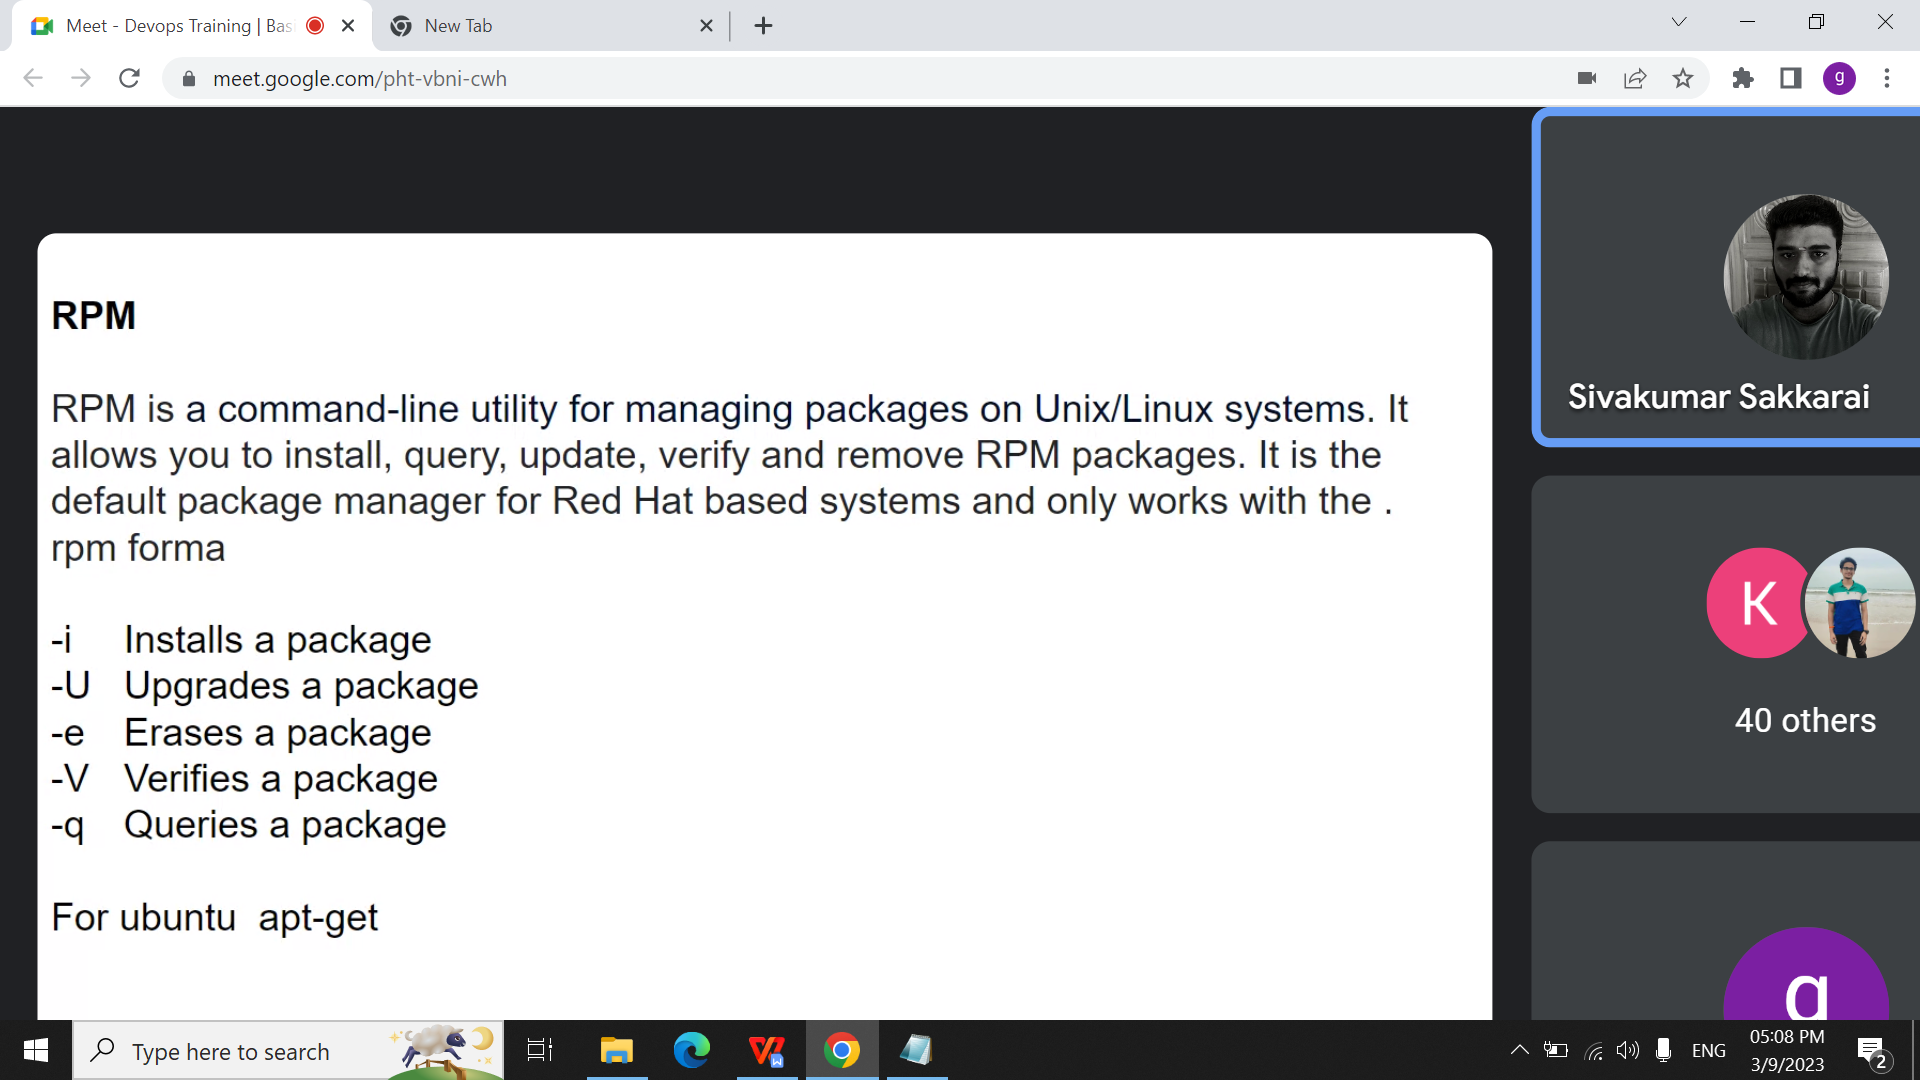 Meet - Devops Training | Bas
New Tab
meet.google.com/pht-vbni-cwh
g
RPM
RPM is a command-line utility for managing packages on Unix/Linux systems. It
allows you to install, query, update, verify and remove RPM packages. It is the
default package manager for Red Hat based systems and only works with the .
rpm forma
-i Installs a package
-U Upgrades a package
-e Erases a package
-V Verifies a package
-q Queries a package
For ubuntu apt-get
Sivakumar Sakkarai
K
40 others
g
Type here to search
W
ENG
05:08 PM
3/9/2023
2